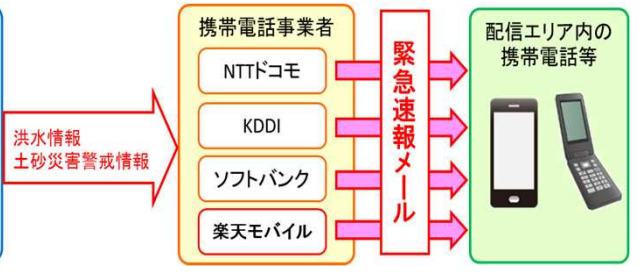 洪水情報
土砂災害警戒情報
携帯電話事業者
NTTドコモ
KDDI
ソフトバンク
楽天モバイル
緊急速報メール
配信エリア内の
携帯電話等